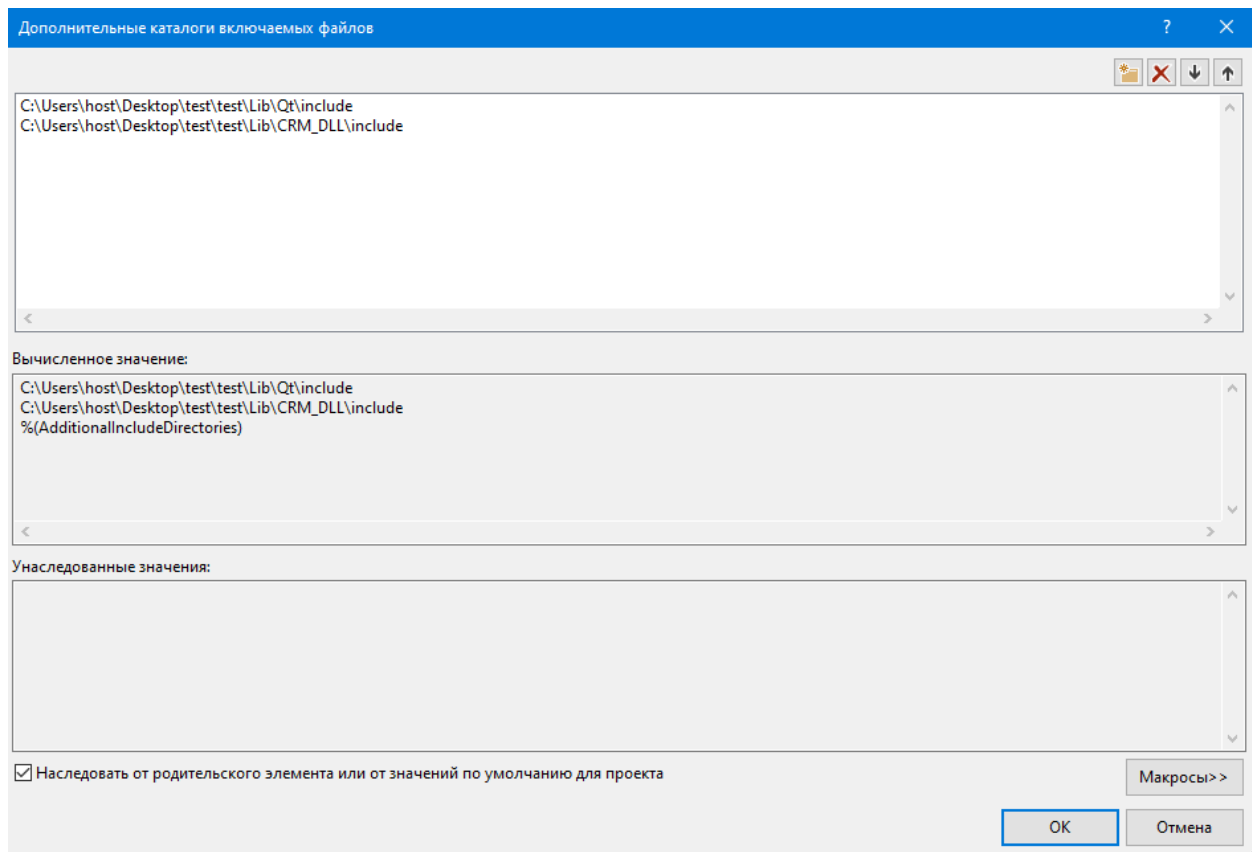 Дополнительные каталоги включаемых файлов ?
C:\Users\host\Desktop\test\test\Lib\Qt\include
C:\Users\host\Desktop\test\test\Lib\CRM_DLL\include
Вычисленное значение:
C:\Users\host\Desktop\test\test\Lib\Qt\include
C:\Users\host\Desktop\test\test\Lib\CRM_DLL\include
%(AdditionalIncludeDirectories)
Унаследованные значения:
Наследовать от родительского элемента или от значений по умолчанию для проекта
Макросы>>
ОК
Отмена